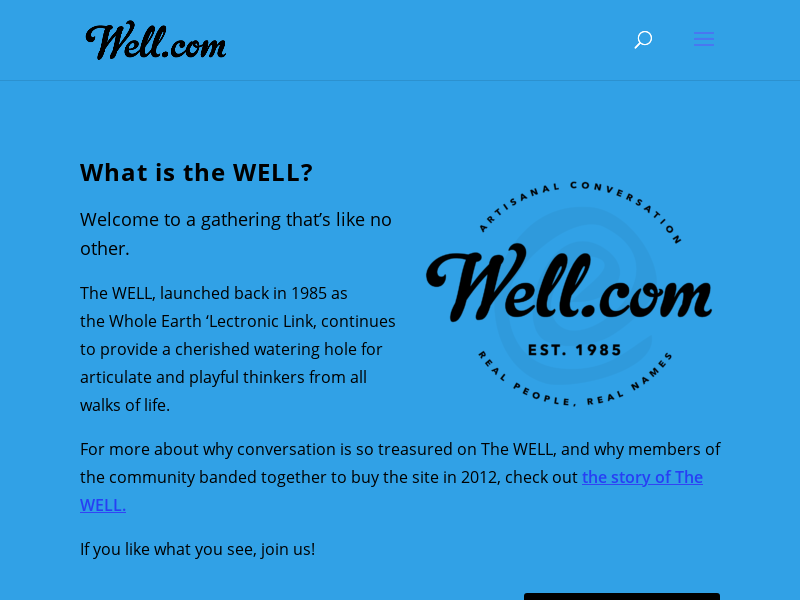 Well.com
What is the WELL?
Welcome to a gathering that’s like no
other.
The WELL, launched back in 1985 as
the Whole Earth ‘Lectronic Link, continues
to provide a cherished watering hole for
articulate and playful thinkers from all
walks of life.
ARTISANAL CONVERSATION
Well.com
EST. 1985
REAL PEOPLE, REAL NAMES
For more about why conversation is so treasured on The WELL, and why members of
the community banded together to buy the site in 2012, check out the story of The
WELL.
If you like what you see, join us!